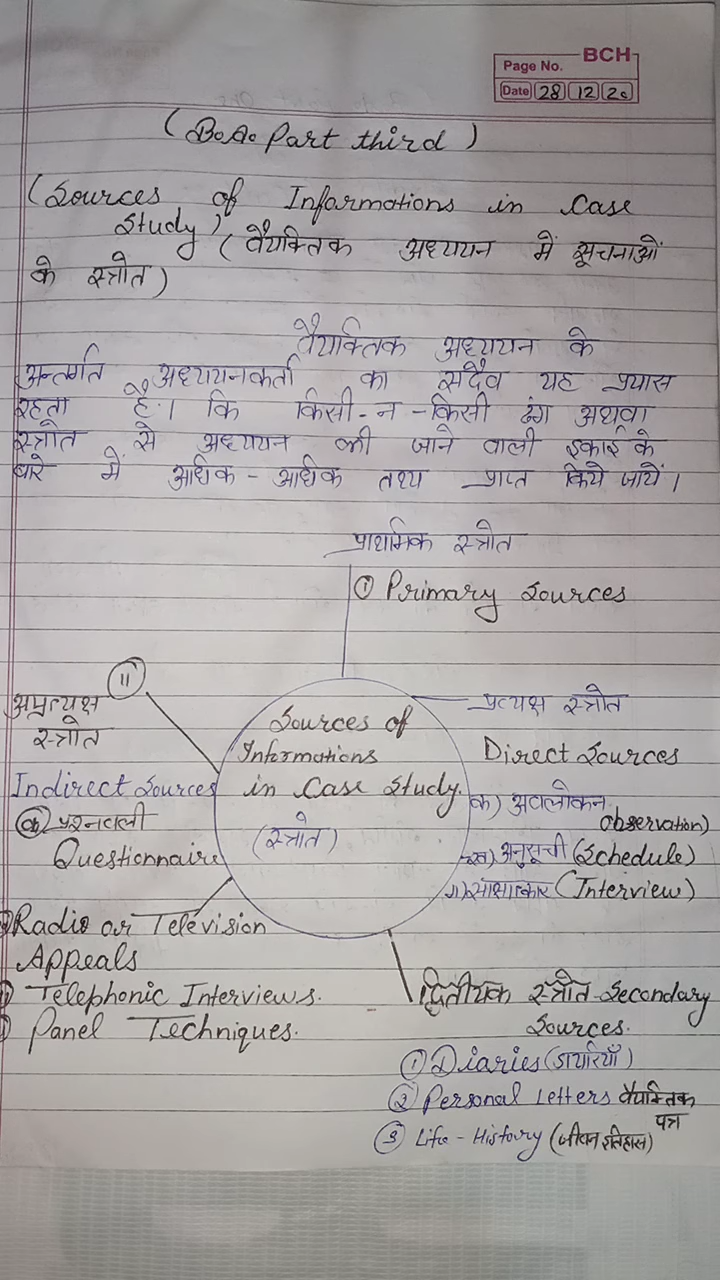 BCH
Page No.
Date 28 12 20
(B.A. Part third)
(Sources of Informations in Case
Study) (वैयक्तिक अध्ययन में सूचनाओं
के स्त्रोत)
वैयक्तिक अध्ययन के
अन्तर्गत अध्ययनकर्ता का सदैव यह प्रयास
रहता है। कि किसी-न-किसी ढंग अथवा
स्त्रोत से अध्ययन की जाने वाली इकाई के
बारे में अधिक-अधिक तथ्य प्राप्त किये जायें।
प्राथमिक स्त्रोत
① Primary Sources
11
अप्रत्यक्ष
स्त्रोत
Indirect Sources
(क) प्रश्नवली
Questionnaire
Radio or Television
Appeals
Telephonic Interviews.
Panel Techniques.
Sources of
Informations
in Case Study.
(स्त्रोत)
प्रत्यक्ष स्त्रोत
Direct Sources
क) अवलोकन
observation)
ख) अनुसूची (Schedule)
ग) साक्षात्कार (Interview)
द्वितीयक स्त्रोत-Secondary
Sources.
① Diaries (डायरियाँ)
② Personal Letters वैयक्तिक
पत्र
③ Life-History (जीवन इतिहास)